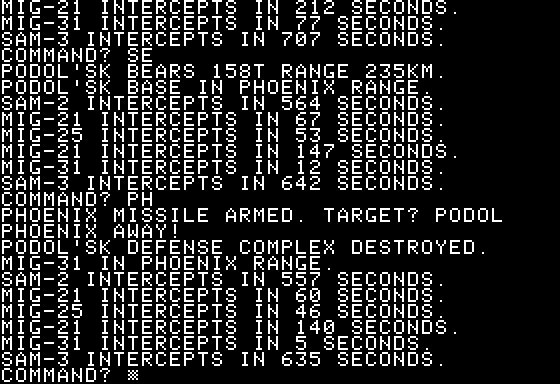 MIG-21 INTERCEPTS IN 212 SECONDS.
MIG-31 INTERCEPTS IN 77 SECONDS.
SAM-3 INTERCEPTS IN 707 SECONDS.
COMMAND? SE
PODOL'SK BEARS 158T RANGE 235KM.
PODOL'SK BASE IN PHOENIX RANGE.
SAM-2 INTERCEPTS IN 564 SECONDS.
MIG-21 INTERCEPTS IN 67 SECONDS.
MIG-25 INTERCEPTS IN 53 SECONDS.
MIG-21 INTERCEPTS IN 147 SECONDS.
MIG-31 INTERCEPTS IN 12 SECONDS.
SAM-3 INTERCEPTS IN 642 SECONDS.
COMMAND? PH
PHOENIX MISSILE ARMED. TARGET? PODOL
PHOENIX AWAY!
PODOL'SK DEFENSE COMPLEX DESTROYED.
MIG-31 IN PHOENIX RANGE.
SAM-2 INTERCEPTS IN 557 SECONDS.
MIG-21 INTERCEPTS IN 60 SECONDS.
MIG-25 INTERCEPTS IN 46 SECONDS.
MIG-21 INTERCEPTS IN 140 SECONDS.
MIG-31 INTERCEPTS IN 5 SECONDS.
SAM-3 INTERCEPTS IN 635 SECONDS.
COMMAND?